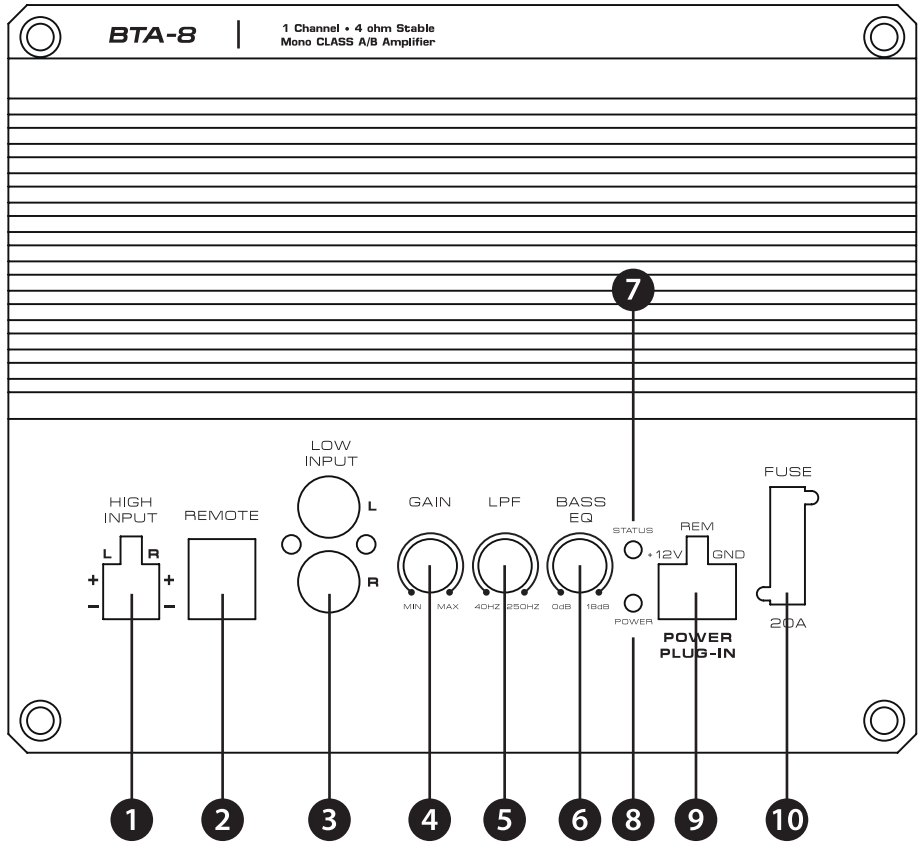 BTA-8
1 Channel • 4 ohm Stable
Mono CLASS A/B Amplifier
7
HIGH
INPUT
L R
+ +
– –
REMOTE
LOW
INPUT
L
R
GAIN
MIN MAX
LPF
40HZ 250HZ
BASS
EQ
0dB 18dB
STATUS
POWER
REM
+12V GND
POWER
PLUG-IN
FUSE
20A
1 2 3 4 5 6 8 9 10